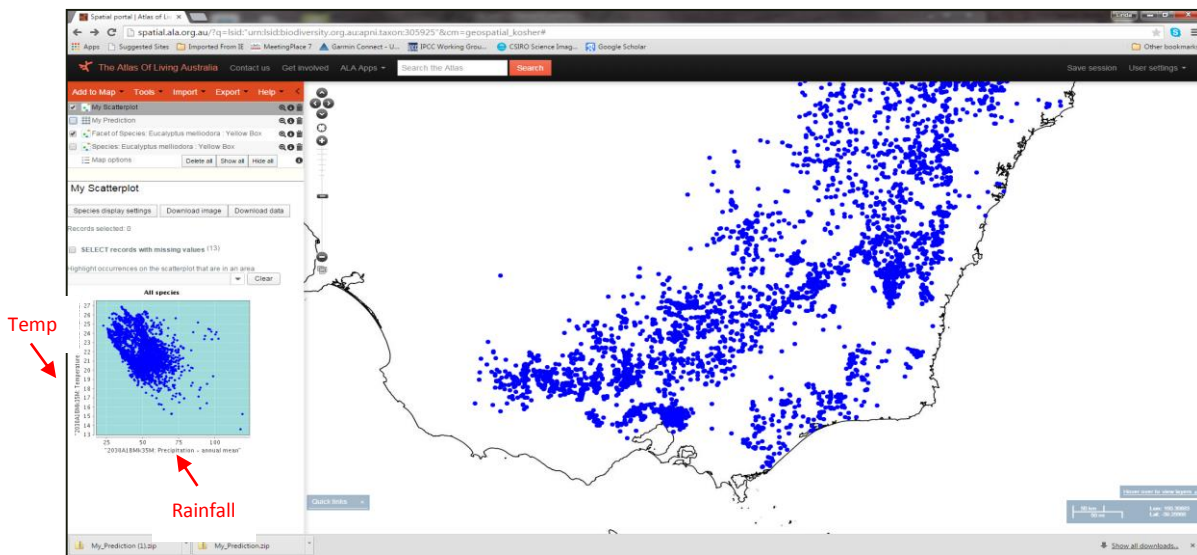 Spatial portal | Atlas of Li
Linda
spatial.ala.org.au/?q=lsid:"urn:lsid:biodiversity.org.au:apni.taxon:305925"&cm=geospatial_kosher#
Apps Suggested Sites Imported From IE MeetingPlace 7 Garmin Connect - U... IPCC Working Grou... CSIRO Science Imag... Google Scholar Other bookmark
The Atlas Of Living Australia Contact us Get involved ALA Apps Search the Atlas Search Save session User settings
Add to Map Tools Import Export Help
My Scatterplot
My Prediction
Facet of Species: Eucalyptus melliodora : Yellow Box
Species: Eucalyptus melliodora : Yellow Box
Map options Delete all Show all Hide all
My Scatterplot
Species display settings Download image Download data
Records selected: 0
SELECT records with missing values (13)
Highlight occurrences on the scatterplot that are in an area
Clear
All species
Temp
27
26
25
24
23
22
21
20
19
18
17
16
15
14
13
25 50 75 100
"2030A1BMk35M: Precipitation - annual mean"
Rainfall
Quick links
My_Prediction (1).zip My_Prediction.zip Show all downloads...